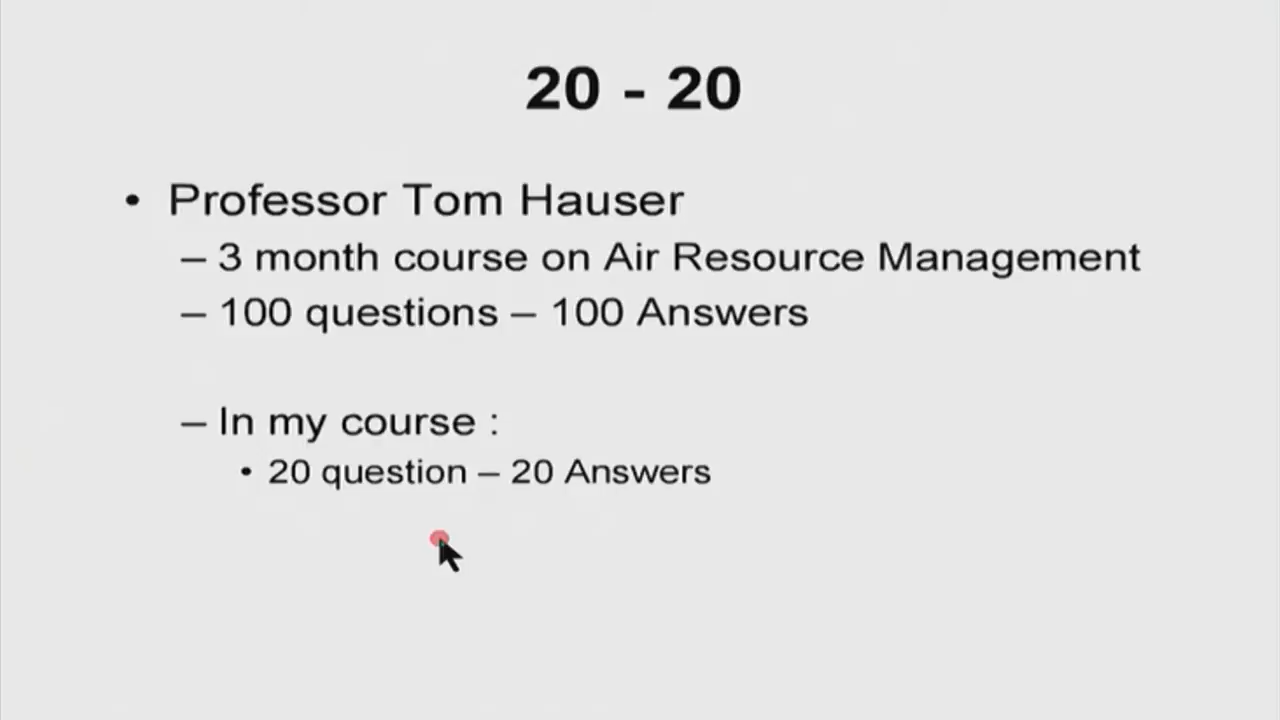 20 - 20
• Professor Tom Hauser
– 3 month course on Air Resource Management
– 100 questions – 100 Answers
– In my course :
• 20 question – 20 Answers